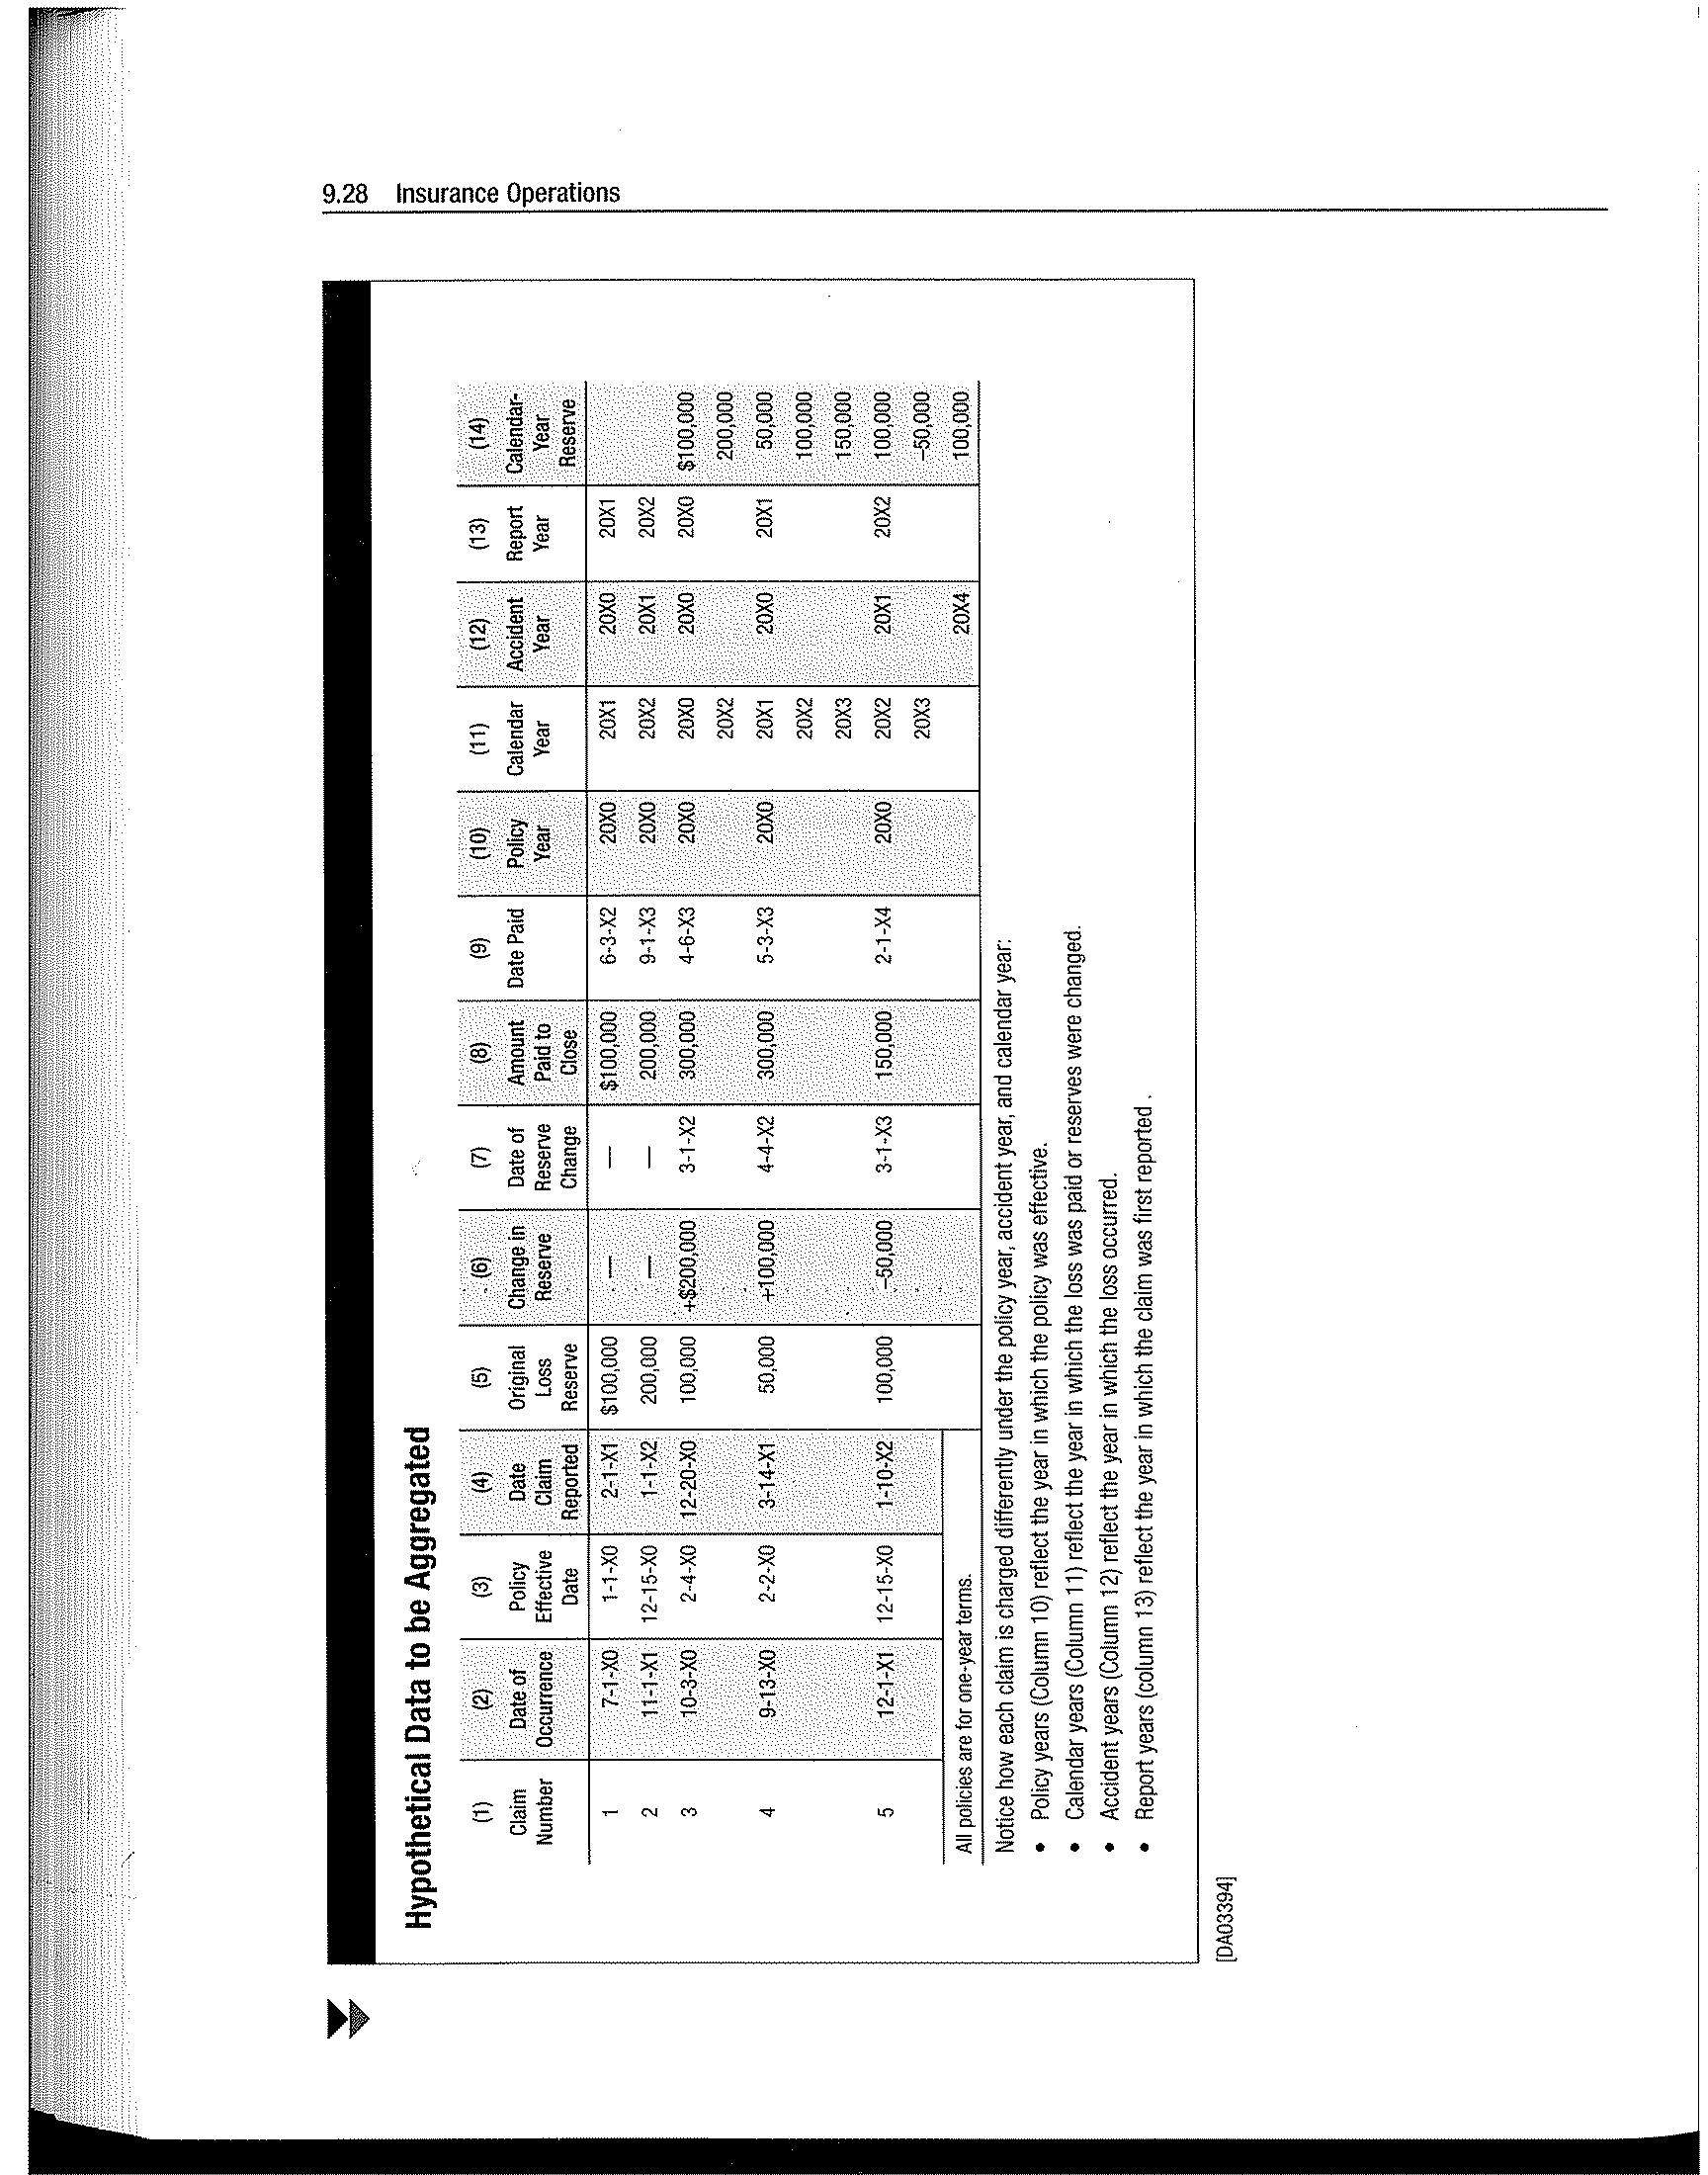 9.28 Insurance Operations
Hypothetical Data to be Aggregated
(1) (2) (3) (4) (5) (6) (7) (8) (9) (10) (11) (12) (13) (14)
Date Original Date of Amount Calendar-
Claim Date of Policy Claim Loss Change in Reserve Paid to Policy Calendar Accident Report Year
Number Occurrence Effective Date Reported Reserve Reserve Change Close Date Paid Year Year Year Year Reserve
1 7-1-X0 1-1-X0 2-1-X1 $100,000 — — $100,000 6-3-X2 20X0 20X1 20X0 20X1
2 11-1-X1 12-15-X0 1-1-X2 200,000 — — 200,000 9-1-X3 20X0 20X2 20X1 20X2
3 10-3-X0 2-4-X0 12-20-X0 100,000 +$200,000 3-1-X2 300,000 4-6-X3 20X0 20X0 20X0 20X0 $100,000
20X2 200,000
4 9-13-X0 2-2-X0 3-14-X1 50,000 +100,000 4-4-X2 300,000 5-3-X3 20X0 20X1 20X0 20X1 50,000
20X2 100,000
20X3 150,000
5 12-1-X1 12-15-X0 1-10-X2 100,000 –50,000 3-1-X3 150,000 2-1-X4 20X0 20X2 20X1 20X2 100,000
20X3 –50,000
All policies are for one-year terms. 20X4 100,000
Notice how each claim is charged differently under the policy year, accident year, and calendar year:
• Policy years (Column 10) reflect the year in which the policy was effective.
• Calendar years (Column 11) reflect the year in which the loss was paid or reserves were changed.
• Accident years (Column 12) reflect the year in which the loss occurred.
• Report years (column 13) reflect the year in which the claim was first reported .
[DA03394]